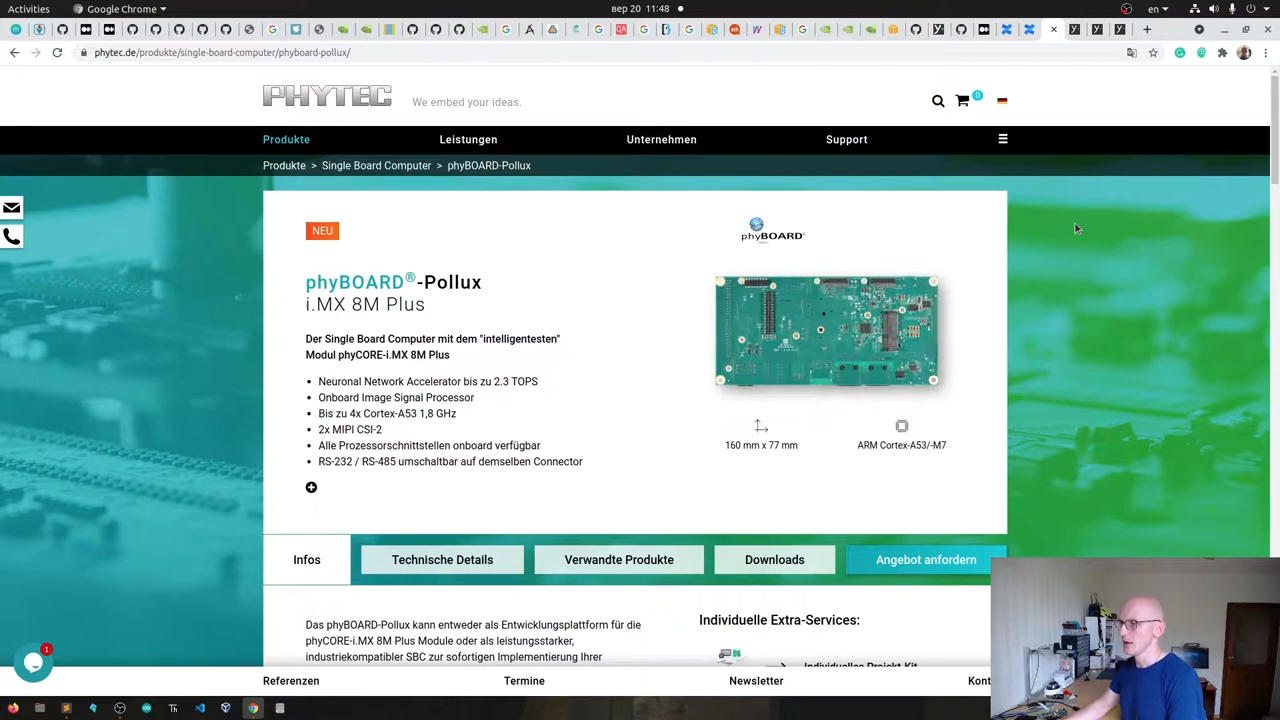 Activities
Google Chrome
вер 20 11:48
en
phytec.de/produkte/single-board-computer/phyboard-pollux/
PHYTEC
We embed your ideas.
0
Produkte
Leistungen
Unternehmen
Support
Produkte > Single Board Computer > phyBOARD-Pollux
NEU
phyBOARD
phyBOARD®-Pollux
i.MX 8M Plus
Der Single Board Computer mit dem "intelligentesten"
Modul phyCORE-i.MX 8M Plus
• Neuronal Network Accelerator bis zu 2.3 TOPS
• Onboard Image Signal Processor
• Bis zu 4x Cortex-A53 1,8 GHz
• 2x MIPI CSI-2
• Alle Prozessorschnittstellen onboard verfügbar
• RS-232 / RS-485 umschaltbar auf demselben Connector
160 mm x 77 mm
ARM Cortex-A53/-M7
Infos
Technische Details
Verwandte Produkte
Downloads
Angebot anfordern
Das phyBOARD-Pollux kann entweder als Entwicklungsplattform für die
phyCORE-i.MX 8M Plus Module oder als leistungsstarker,
industriekompatibler SBC zur sofortigen Implementierung Ihrer
Individuelle Extra-Services:
Individuelles Projekt-Kit
1
Referenzen
Termine
Newsletter
Kont